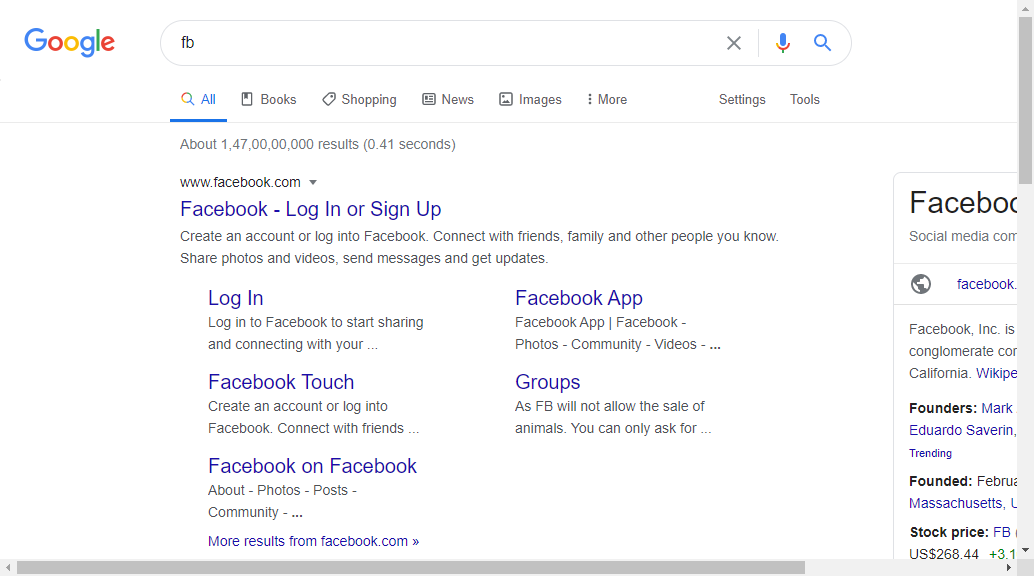 Google
fb
All
Books
Shopping
News
Images
More
Settings
Tools
About 1,47,00,00,000 results (0.41 seconds)
www.facebook.com
Facebook - Log In or Sign Up
Create an account or log into Facebook. Connect with friends, family and other people you know.
Share photos and videos, send messages and get updates.
Log In
Log in to Facebook to start sharing
and connecting with your ...
Facebook App
Facebook App | Facebook -
Photos - Community - Videos - ...
Facebook Touch
Create an account or log into
Facebook. Connect with friends ...
Groups
As FB will not allow the sale of
animals. You can only ask for ...
Facebook on Facebook
About - Photos - Posts -
Community - ...
More results from facebook.com »
Social media
facebook.
Facebook, Inc. is
conglomerate
California.
Founders: Mark
Eduardo Saverin,
Trending
Founded:
Massachusetts,
Stock price: FB
US$268.44